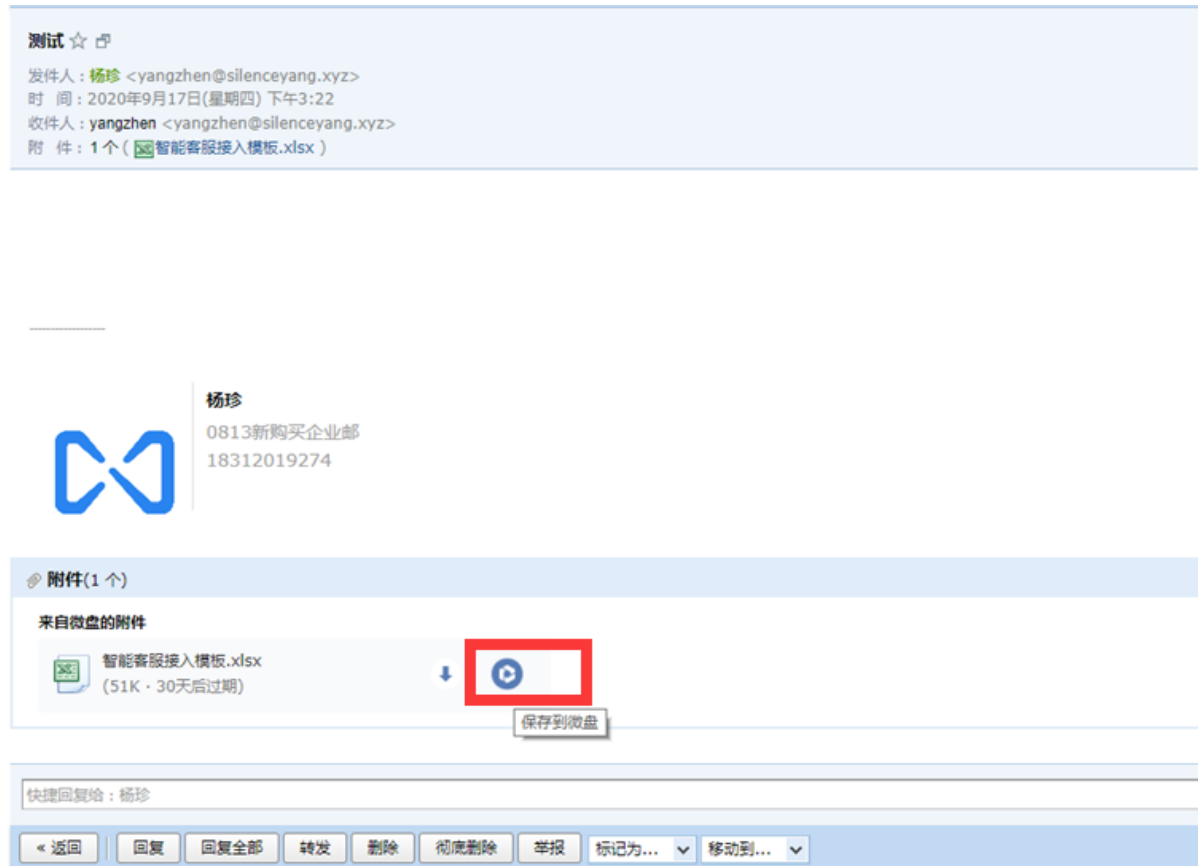 测试
发件人：杨珍 <yangzhen@silenceyang.xyz>
时 间：2020年9月17日(星期四) 下午3:22
收件人：yangzhen <yangzhen@silenceyang.xyz>
附 件：1个 ( 智能客服接入模板.xlsx )
杨珍
0813新购买企业邮
18312019274
附件(1 个)
来自微盘的附件
智能客服接入模板.xlsx
(51K · 30天后过期)
保存到微盘
快捷回复给：杨珍
« 返回 回复 回复全部 转发 删除 彻底删除 举报 标记为... 移动到...